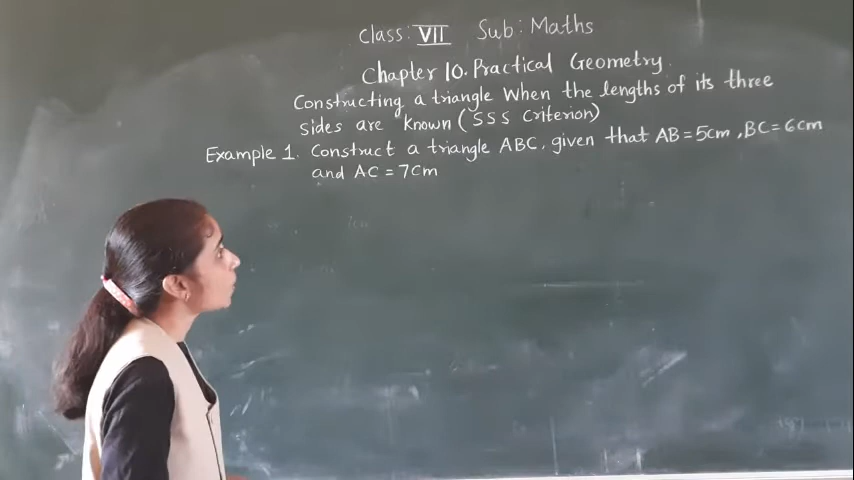 Class: VII Sub: Maths
Chapter 10. Practical Geometry
Constructing a triangle When the lengths of its three
sides are known (SSS Criterion)
Example 1. Construct a triangle ABC, given that AB = 5cm, BC = 6cm
and AC = 7cm